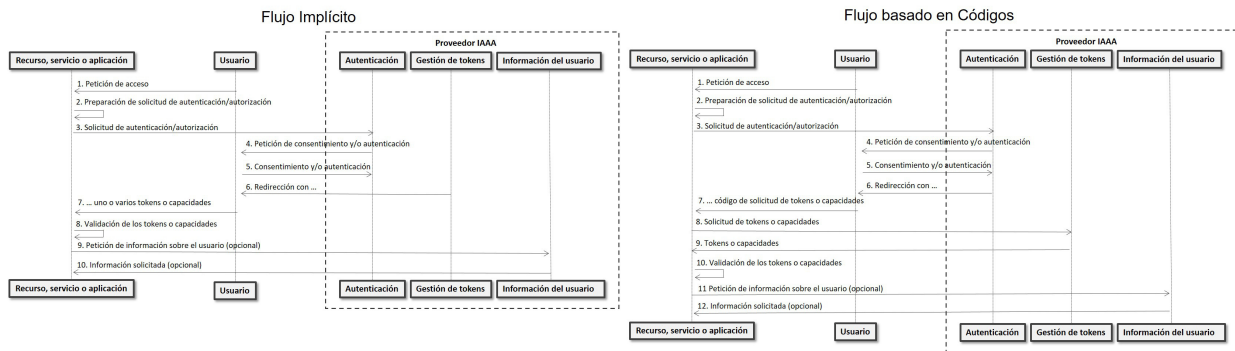 Flujo Implícito
Proveedor IAAA
Recurso, servicio o aplicación
Usuario
Autenticación
Gestión de tokens
Información del usuario
1. Petición de acceso
2. Preparación de solicitud de autenticación/autorización
3. Solicitud de autenticación/autorización
4. Petición de consentimiento y/o autenticación
5. Consentimiento y/o autenticación
6. Redirección con ...
7. ... uno o varios tokens o capacidades
8. Validación de los tokens o capacidades
9. Petición de información sobre el usuario (opcional)
10. Información solicitada (opcional)
Recurso, servicio o aplicación
Usuario
Autenticación
Gestión de tokens
Información del usuario
Flujo basado en Códigos
Proveedor IAAA
Recurso, servicio o aplicación
Usuario
Autenticación
Gestión de tokens
Información del usuario
1. Petición de acceso
2. Preparación de solicitud de autenticación/autorización
3. Solicitud de autenticación/autorización
4. Petición de consentimiento y/o autenticación
5. Consentimiento y/o autenticación
6. Redirección con ...
7. ... código de solicitud de tokens o capacidades
8. Solicitud de tokens o capacidades
9. Tokens o capacidades
10. Validación de los tokens o capacidades
11 Petición de información sobre el usuario (opcional)
12. Información solicitada (opcional)
Recurso, servicio o aplicación
Usuario
Autenticación
Gestión de tokens
Información del usuario